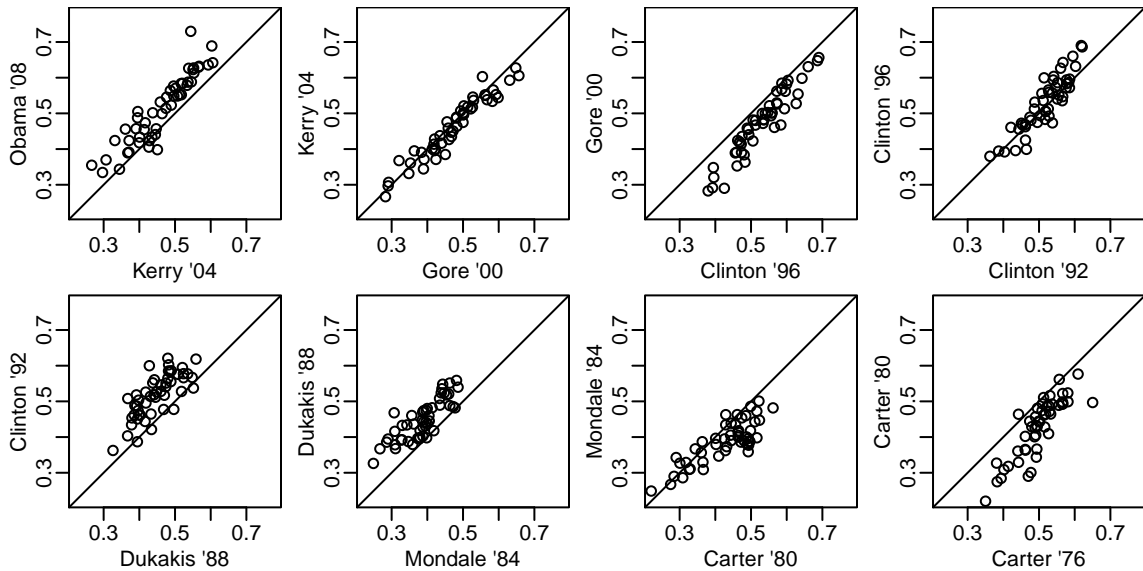 Obama '08
0.3 0.5 0.7
0.3 0.5 0.7
Kerry '04
Kerry '04
0.3 0.5 0.7
0.3 0.5 0.7
Gore '00
Gore '00
0.3 0.5 0.7
0.3 0.5 0.7
Clinton '96
Clinton '96
0.3 0.5 0.7
0.3 0.5 0.7
Clinton '92
Clinton '92
0.3 0.5 0.7
0.3 0.5 0.7
Dukakis '88
Dukakis '88
0.3 0.5 0.7
0.3 0.5 0.7
Mondale '84
Mondale '84
0.3 0.5 0.7
0.3 0.5 0.7
Carter '80
Carter '80
0.3 0.5 0.7
0.3 0.5 0.7
Carter '76